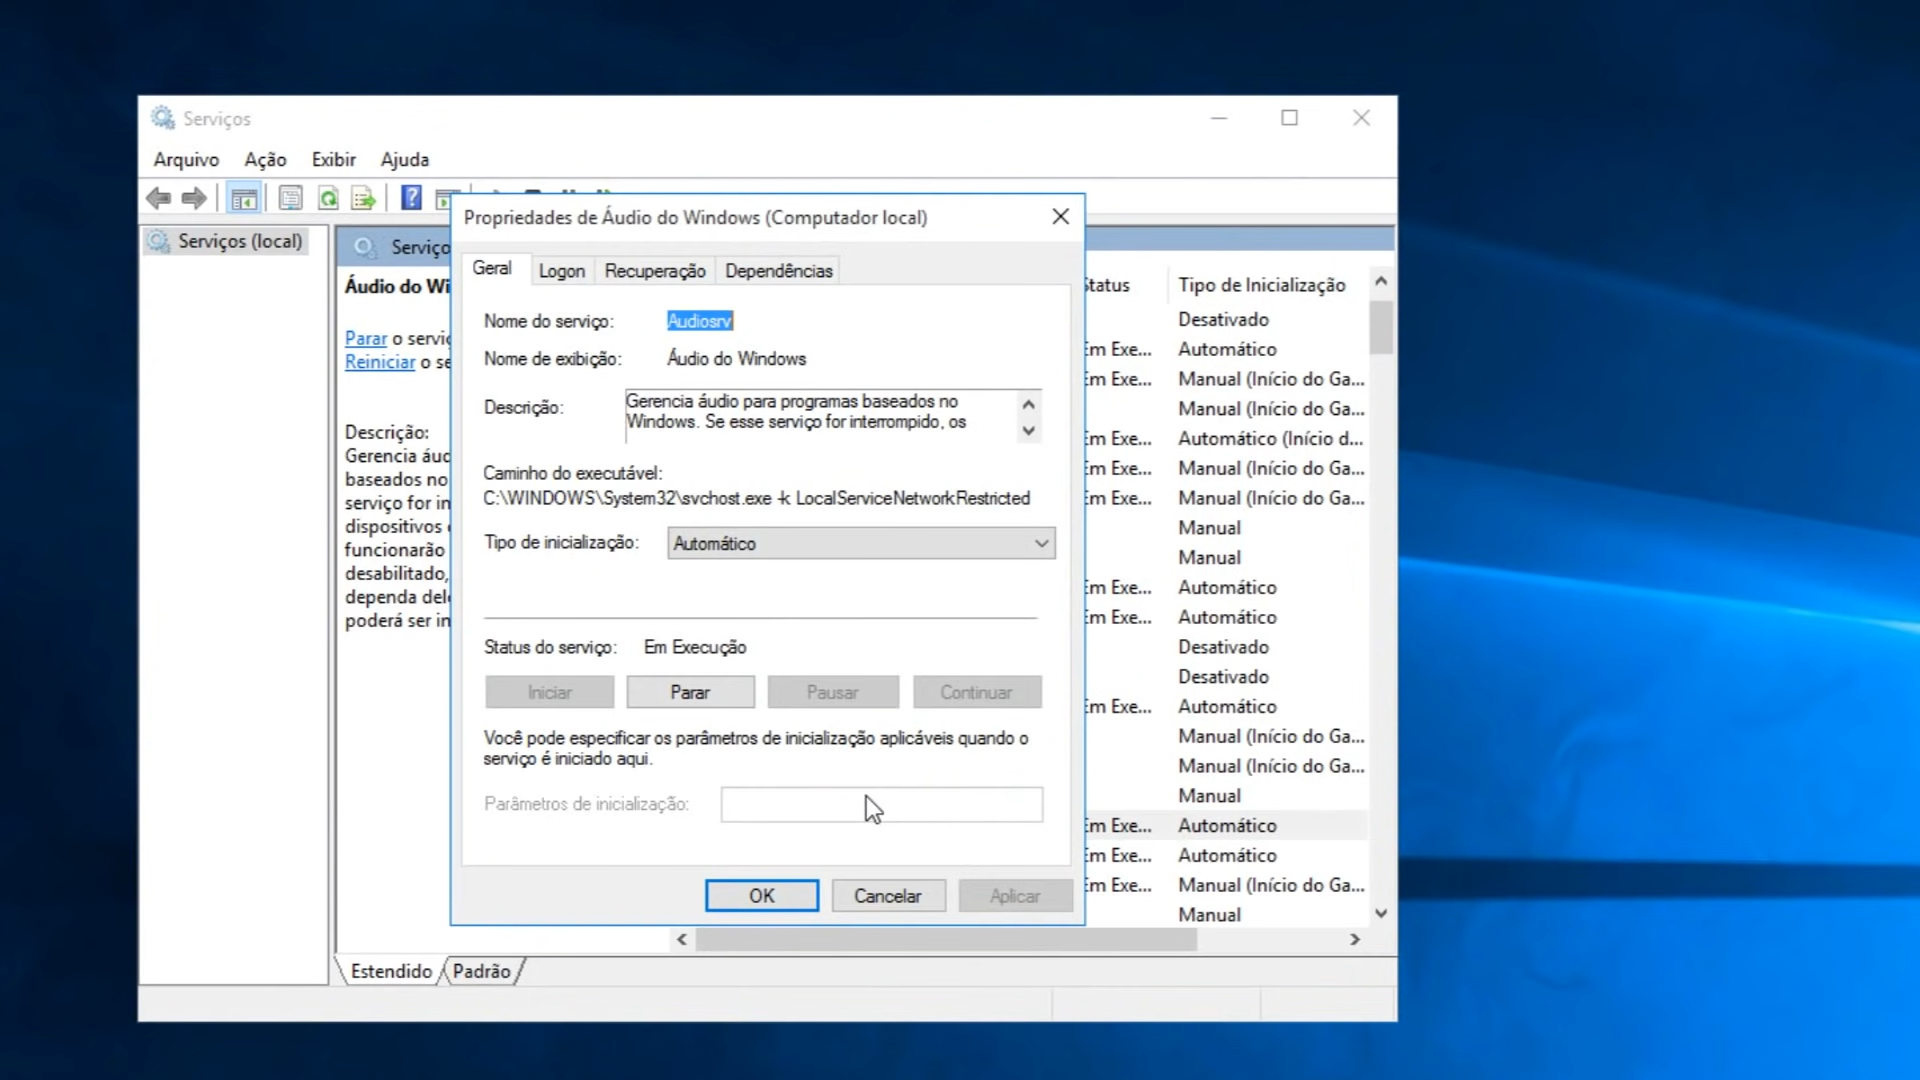 Serviços
Arquivo Ação Exibir Ajuda
Serviços (local)
Serviço
Áudio do Wi
Parar o serviç
Reiniciar o se
Descrição:
Gerencia áud
baseados no
serviço for in
dispositivos
funcionarão
desabilitado,
dependa del
poderá ser in
Propriedades de Áudio do Windows (Computador local)
Geral Logon Recuperação Dependências
Nome do serviço: Audiosrv
Nome de exibição: Áudio do Windows
Descrição: Gerencia áudio para programas baseados no
Windows. Se esse serviço for interrompido, os
Caminho do executável:
C:\WINDOWS\System32\svchost.exe -k LocalServiceNetworkRestricted
Tipo de inicialização: Automático
Status do serviço: Em Execução
Iniciar Parar Pausar Continuar
Você pode especificar os parâmetros de inicialização aplicáveis quando o
serviço é iniciado aqui.
Parâmetros de inicialização:
OK Cancelar Aplicar
Status Tipo de Inicialização
Desativado
Em Exe... Automático
Em Exe... Manual (Início do Ga...
Manual (Início do Ga...
Em Exe... Automático (Início d...
Em Exe... Manual (Início do Ga...
Em Exe... Manual (Início do Ga...
Manual
Manual
Em Exe... Automático
Em Exe... Automático
Desativado
Desativado
Em Exe... Automático
Manual (Início do Ga...
Manual (Início do Ga...
Manual
Em Exe... Automático
Em Exe... Automático
Em Exe... Manual (Início do Ga...
Manual
Estendido Padrão